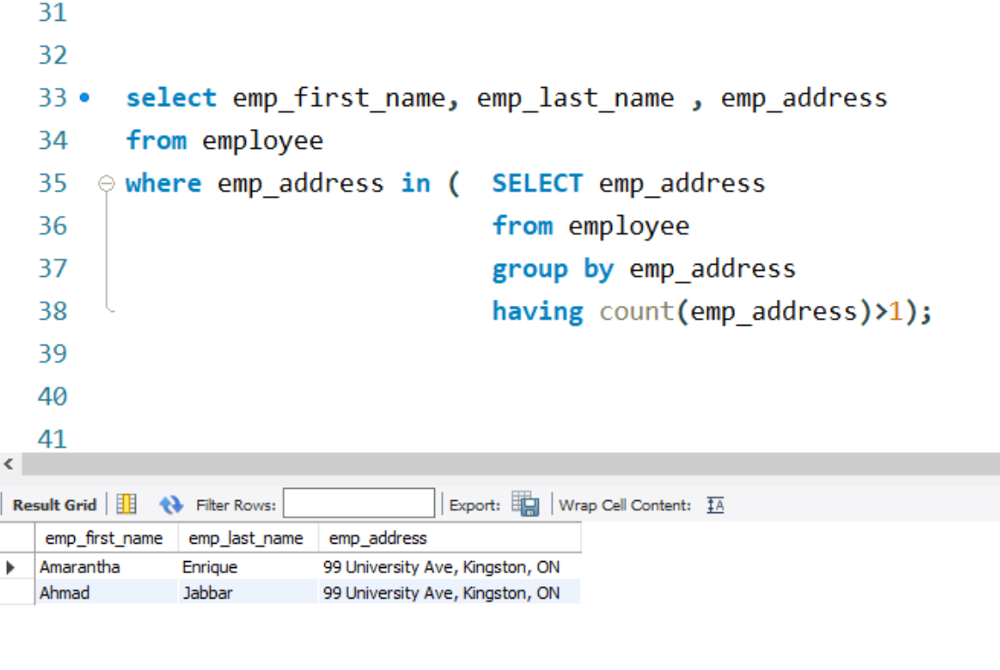 31
32
33 select emp_first_name, emp_last_name , emp_address
34 from employee
35 where emp_address in (  SELECT emp_address
36 from employee
37 group by emp_address
38 having count(emp_address)>1);
39
40
41
Result Grid Filter Rows: Export: Wrap Cell Content: IA
emp_first_name emp_last_name emp_address
Amarantha Enrique 99 University Ave, Kingston, ON
Ahmad Jabbar 99 University Ave, Kingston, ON